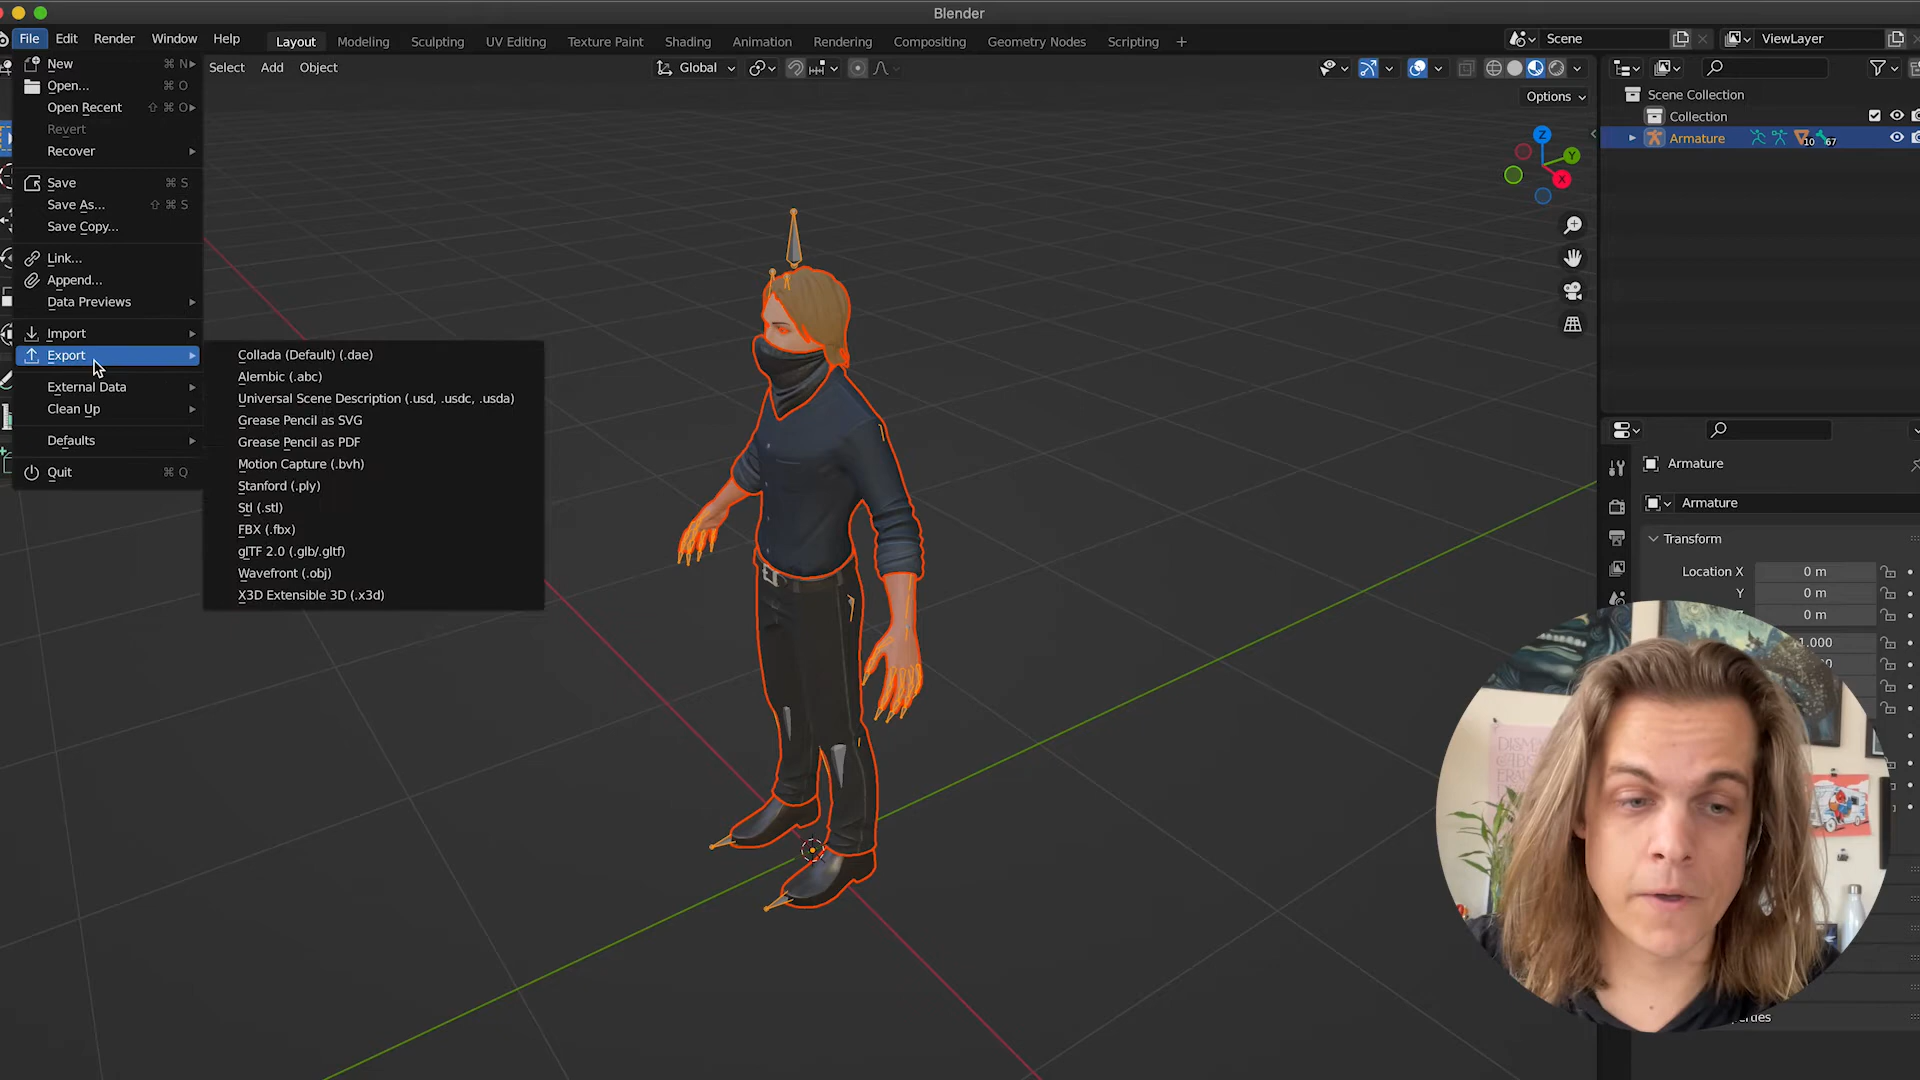 Blender
File Edit Render Window Help
Layout Modeling Sculpting UV Editing Texture Paint Shading Animation Rendering Compositing Geometry Nodes Scripting +
Scene
ViewLayer
Select Add Object
Global
Options
New ⌘ N
Open... ⌘ O
Open Recent ⇧ ⌘ O
Revert
Recover
Save ⌘ S
Save As... ⇧ ⌘ S
Save Copy...
Link...
Append...
Data Previews
Import
Export
External Data
Clean Up
Defaults
Quit ⌘ Q
Collada (Default) (.dae)
Alembic (.abc)
Universal Scene Description (.usd, .usdc, .usda)
Grease Pencil as SVG
Grease Pencil as PDF
Motion Capture (.bvh)
Stanford (.ply)
Stl (.stl)
FBX (.fbx)
glTF 2.0 (.glb/.gltf)
Wavefront (.obj)
X3D Extensible 3D (.x3d)
Z
Y
X
Scene Collection
Collection
Armature 10 67
Armature
Armature
Transform
Location X 0 m
Y 0 m
0 m